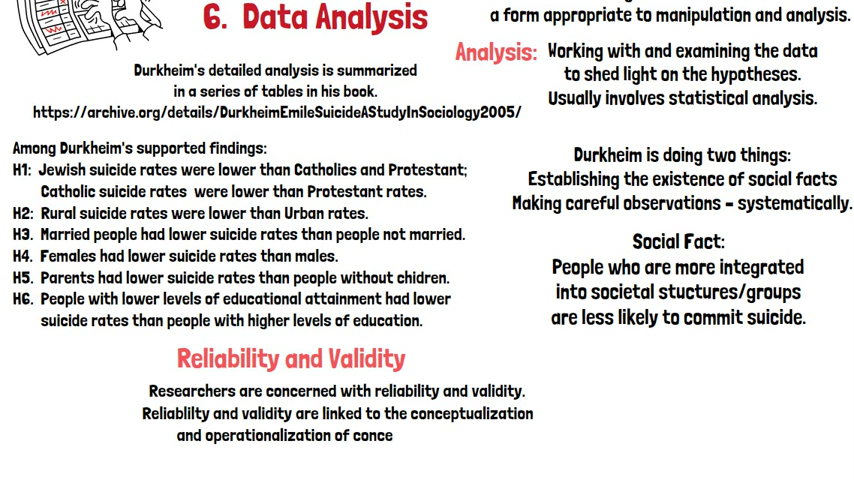 a form appropriate to manipulation and analysis.
6. Data Analysis
Analysis: Working with and examining the data
to shed light on the hypotheses.
Usually involves statistical analysis.
Durkheim's detailed analysis is summarized
in a series of tables in his book.
https://archive.org/details/DurkheimEmileSuicideAStudyInSociology2005/
Among Durkheim's supported findings:
H1: Jewish suicide rates were lower than Catholics and Protestant;
Catholic suicide rates were lower than Protestant rates.
H2: Rural suicide rates were lower than Urban rates.
H3. Married people had lower suicide rates than people not married.
H4. Females had lower suicide rates than males.
H5. Parents had lower suicide rates than people without chidren.
H6. People with lower levels of educational attainment had lower
suicide rates than people with higher levels of education.
Durkheim is doing two things:
Establishing the existence of social facts
Making careful observations - systematically.
Social Fact:
People who are more integrated
into societal stuctures/groups
are less likely to commit suicide.
Reliability and Validity
Researchers are concerned with reliability and validity.
Reliablilty and validity are linked to the conceptualization
and operationalization of conce